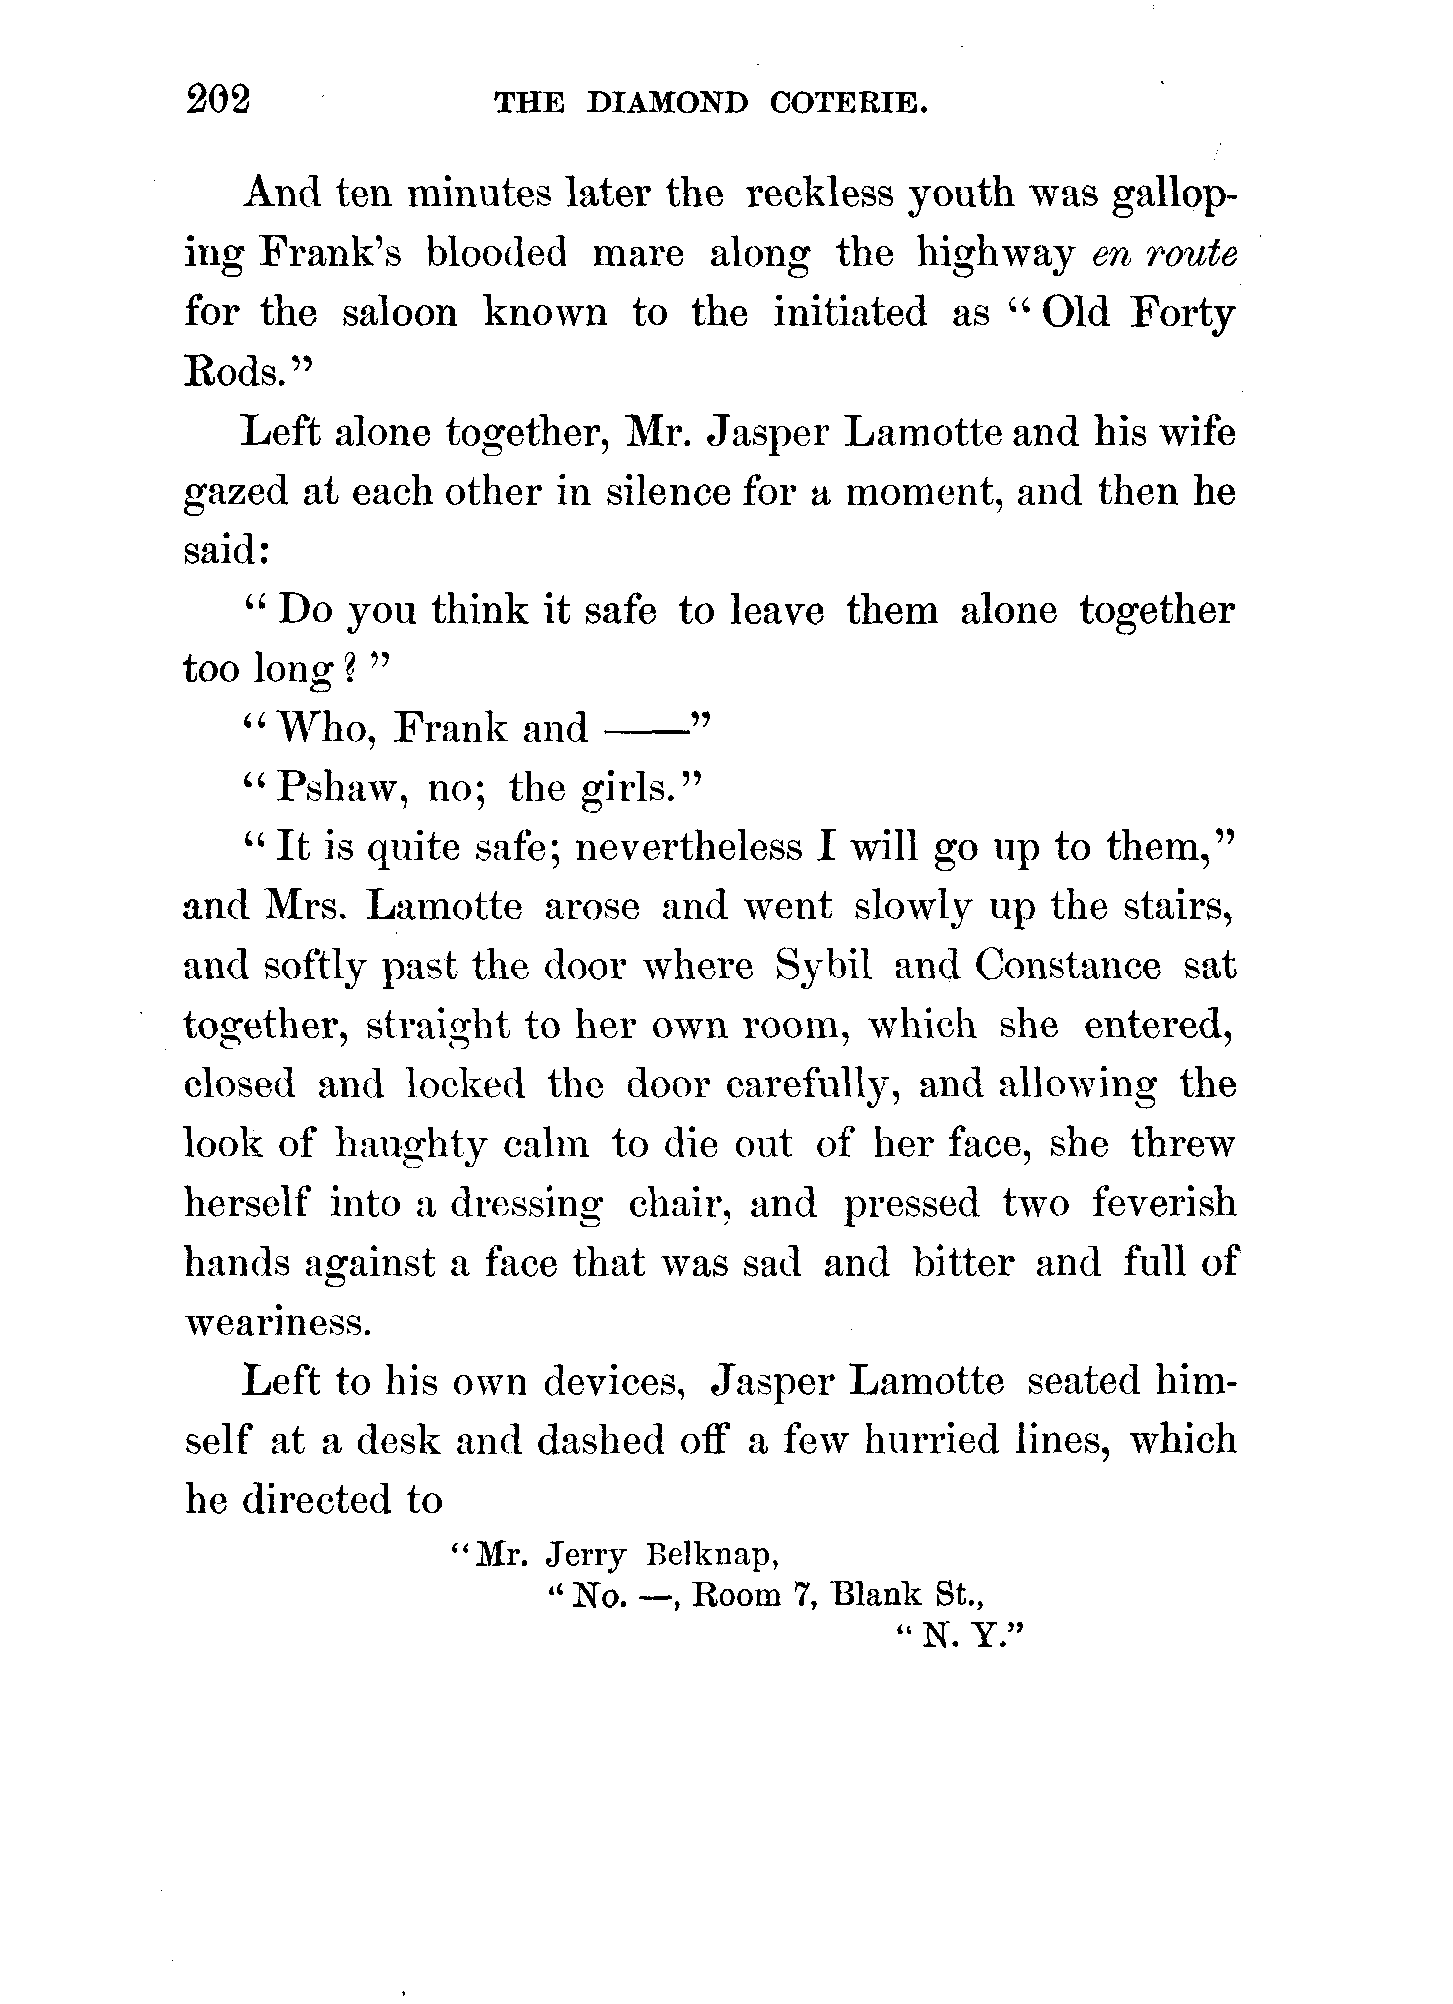 202 THE DIAMOND COTERIE.
And ten minutes later the reckless youth was gallop-
ing Frank's blooded mare along the highway en route
for the saloon known to the initiated as "Old Forty
Rods."
Left alone together, Mr. Jasper Lamotte and his wife
gazed at each other in silence for a moment, and then he
said:
"Do you think it safe to leave them alone together
too long?"
"Who, Frank and ——"
"Pshaw, no; the girls."
"It is quite safe; nevertheless I will go up to them,"
and Mrs. Lamotte arose and went slowly up the stairs,
and softly past the door where Sybil and Constance sat
together, straight to her own room, which she entered,
closed and locked the door carefully, and allowing the
look of haughty calm to die out of her face, she threw
herself into a dressing chair, and pressed two feverish
hands against a face that was sad and bitter and full of
weariness.
Left to his own devices, Jasper Lamotte seated him-
self at a desk and dashed off a few hurried lines, which
he directed to
"Mr. Jerry Belknap,
"No. —, Room 7, Blank St.,
"N. Y."